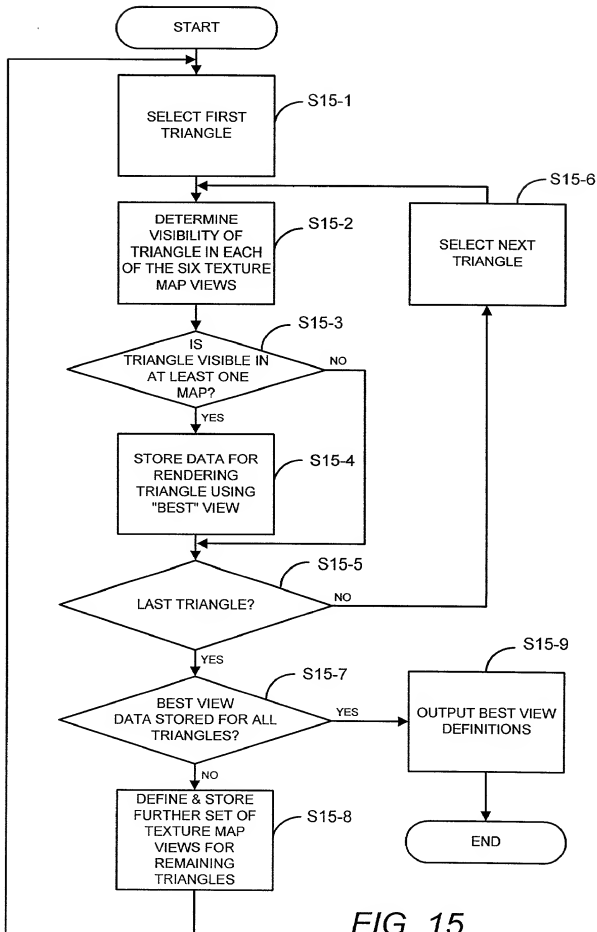 START
SELECT FIRST
TRIANGLE
S15-1
S15-6
SELECT NEXT
TRIANGLE
DETERMINE
VISIBILITY OF
TRIANGLE IN EACH
OF THE SIX TEXTURE
MAP VIEWS
S15-2
S15-3
IS
TRIANGLE VISIBLE IN
AT LEAST ONE
MAP?
NO
YES
STORE DATA FOR
RENDERING
TRIANGLE USING
"BEST" VIEW
S15-4
S15-5
LAST TRIANGLE?
NO
YES
S15-7
BEST VIEW
DATA STORED FOR ALL
TRIANGLES?
YES
NO
S15-9
OUTPUT BEST VIEW
DEFINITIONS
DEFINE & STORE
FURTHER SET OF
TEXTURE MAP
VIEWS FOR
REMAINING
TRIANGLES
S15-8
END
FIG. 15